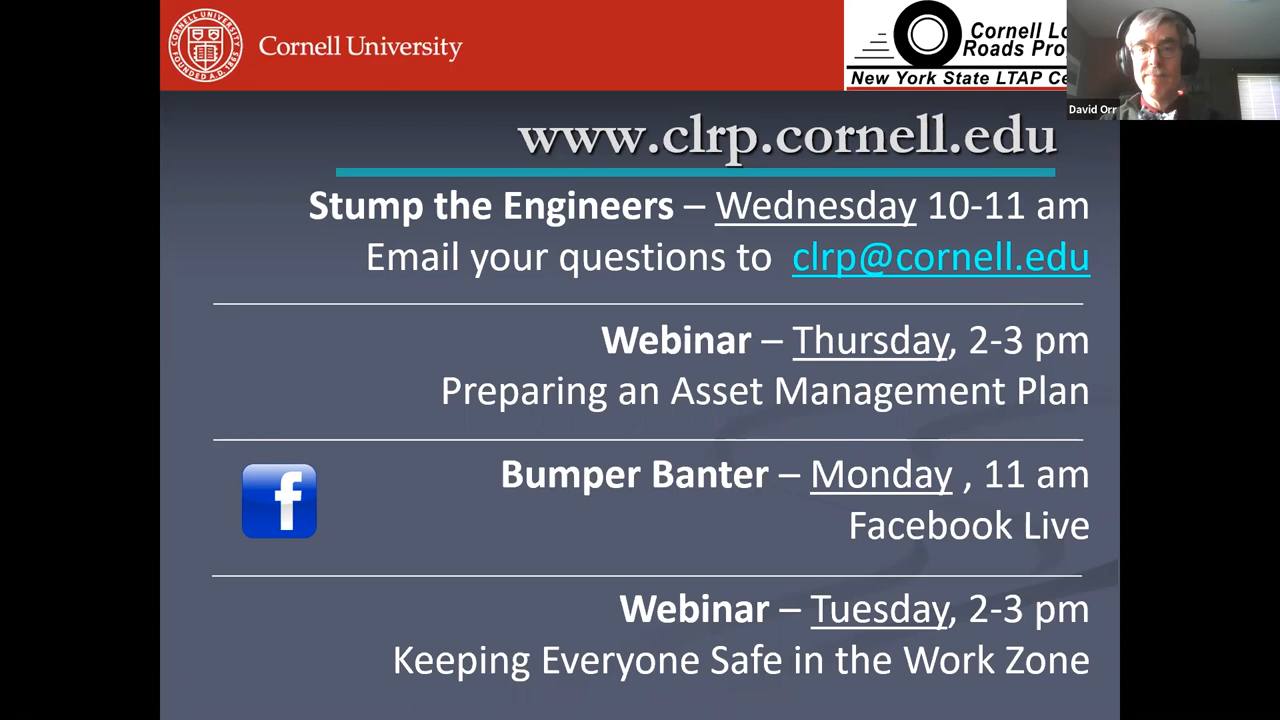 Cornell University
Cornell Lo
Roads Pro
New York State LTAP Ce
David Orr
www.clrp.cornell.edu
Stump the Engineers – Wednesday 10-11 am
Email your questions to clrp@cornell.edu
Webinar – Thursday, 2-3 pm
Preparing an Asset Management Plan
Bumper Banter – Monday , 11 am
f
Facebook Live
Webinar – Tuesday, 2-3 pm
Keeping Everyone Safe in the Work Zone